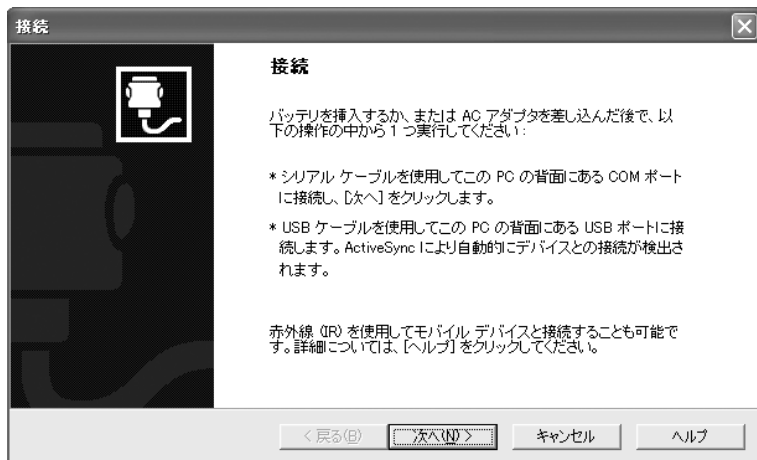 接続
接続
バッテリを挿入するか、または AC アダプタを差し込んだ後で、以
下の操作の中から 1 つ実行してください:
* シリアル ケーブルを使用してこの PC の背面にある COM ポート
に接続し、[次へ] をクリックします。
* USB ケーブルを使用してこの PC の背面にある USB ポートに接
続します。ActiveSync により自動的にデバイスとの接続が検出さ
れます。
赤外線 (IR) を使用してモバイル デバイスと接続することも可能で
す。詳細については、[ヘルプ] をクリックしてください。
< 戻る(B) 次へ(N) > キャンセル ヘルプ